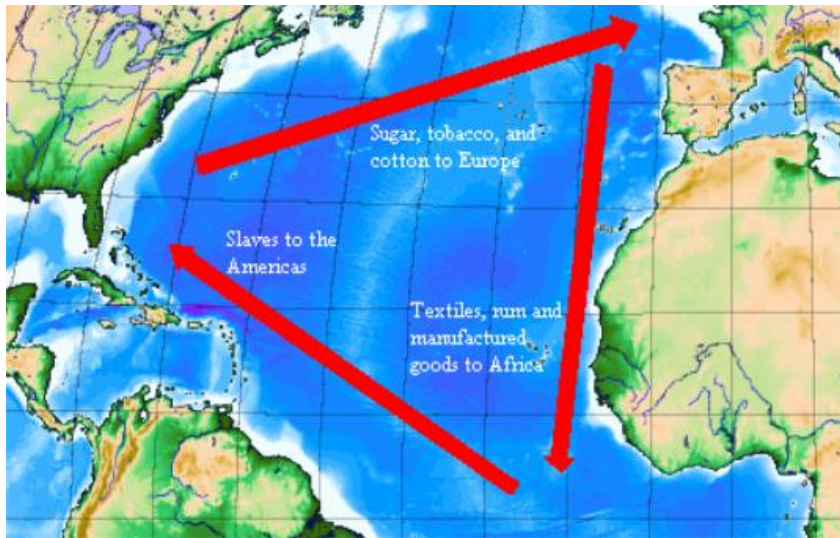 Sugar, tobacco, and
cotton to Europe
Slaves to the
Americas
Textiles, rum and
manufactured
goods to Africa